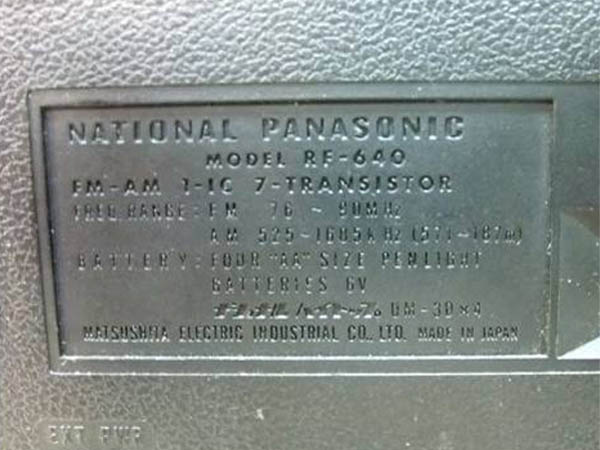 NATIONAL PANASONIC
MODEL RF-640
FM-AM 1-IC 7-TRANSISTOR
FREQ.RANGE: FM 76 ~ 90MHz
AM 525~1605kHz (571~187m)
BATTERY: FOUR "AA" SIZE PENLIGHT
BATTERIES 6V
ナショナルハイトップ UM-3D×4
MATSUSHITA ELECTRIC INDUSTRIAL CO., LTD. MADE IN JAPAN
EXT PWR